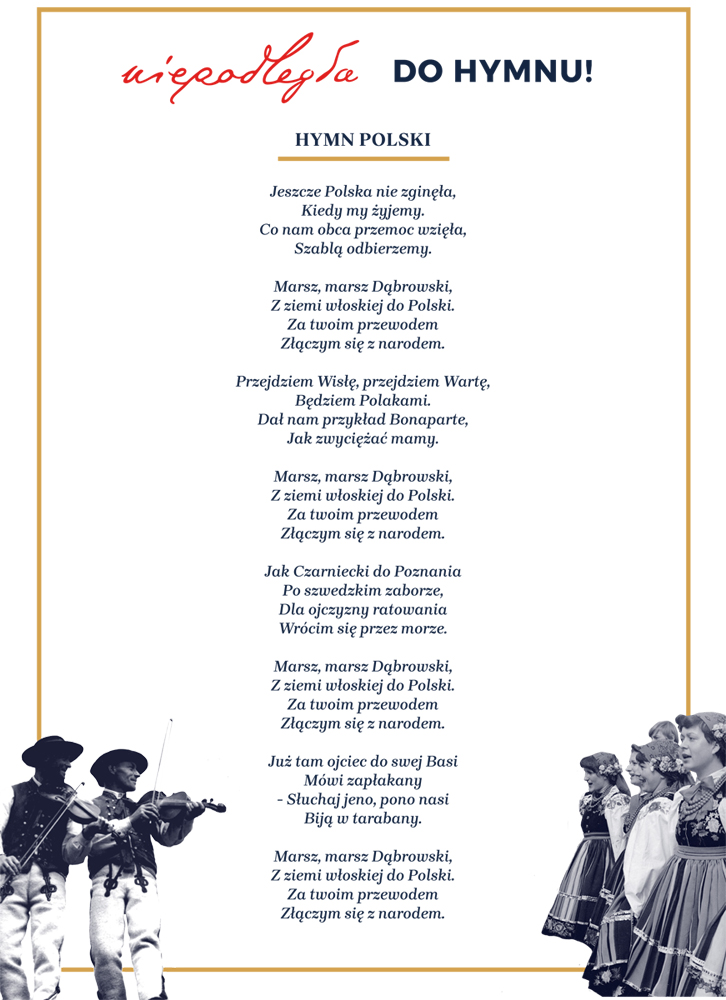 niepodległa DO HYMNU!
HYMN POLSKI
Jeszcze Polska nie zginęła,
Kiedy my żyjemy.
Co nam obca przemoc wzięła,
Szablą odbierzemy.
Marsz, marsz Dąbrowski,
Z ziemi włoskiej do Polski.
Za twoim przewodem
Złączym się z narodem.
Przejdziem Wisłę, przejdziem Wartę,
Będziem Polakami.
Dał nam przykład Bonaparte,
Jak zwyciężać mamy.
Marsz, marsz Dąbrowski,
Z ziemi włoskiej do Polski.
Za twoim przewodem
Złączym się z narodem.
Jak Czarniecki do Poznania
Po szwedzkim zaborze,
Dla ojczyzny ratowania
Wrócim się przez morze.
Marsz, marsz Dąbrowski,
Z ziemi włoskiej do Polski.
Za twoim przewodem
Złączym się z narodem.
Już tam ojciec do swej Basi
Mówi zapłakany
- Słuchaj jeno, pono nasi
Biją w tarabany.
Marsz, marsz Dąbrowski,
Z ziemi włoskiej do Polski.
Za twoim przewodem
Złączym się z narodem.